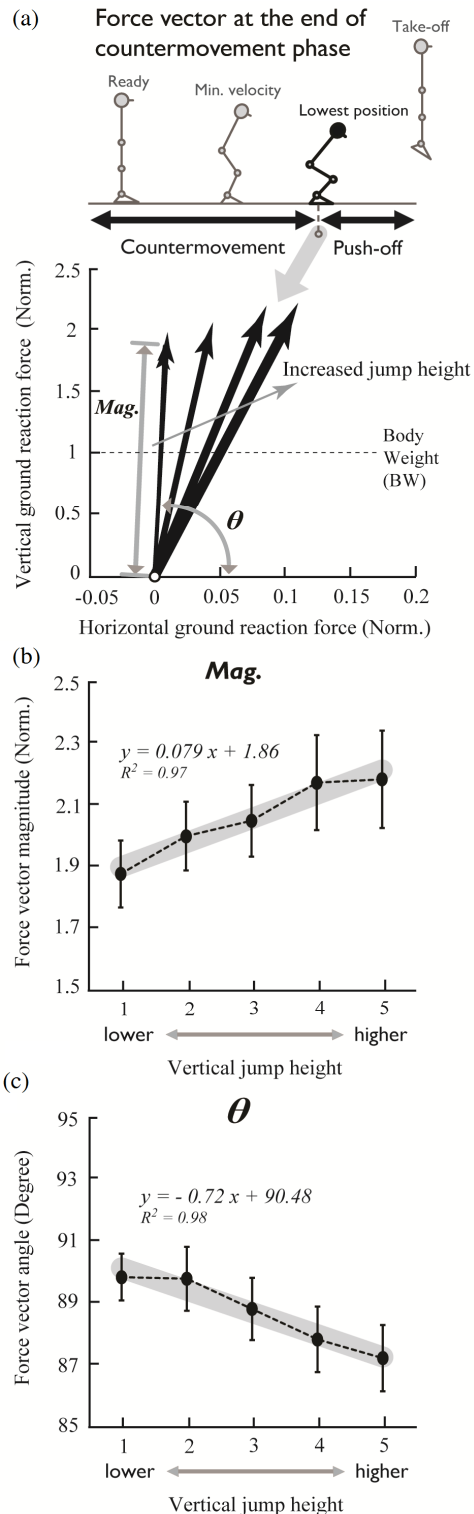 (a)
Force vector at the end of
countermovement phase
Take-off
Ready
Min. velocity
Lowest position
Countermovement
Push-off
Vertical ground reaction force (Norm.)
2.5
2
1.5
1
0.5
0
Mag.
Increased jump height
Body
Weight
(BW)
θ
-0.05
0
0.05
0.1
0.15
0.2
Horizontal ground reaction force (Norm.)
(b)
Mag.
Force vector magnitude (Norm.)
2.5
2.3
2.1
1.9
1.7
1.5
y = 0.079 x + 1.86
R² = 0.97
1 2 3 4 5
lower higher
Vertical jump height
(c)
θ
Force vector angle (Degree)
95
93
91
89
87
85
y = - 0.72 x + 90.48
R² = 0.98
1 2 3 4 5
lower higher
Vertical jump height